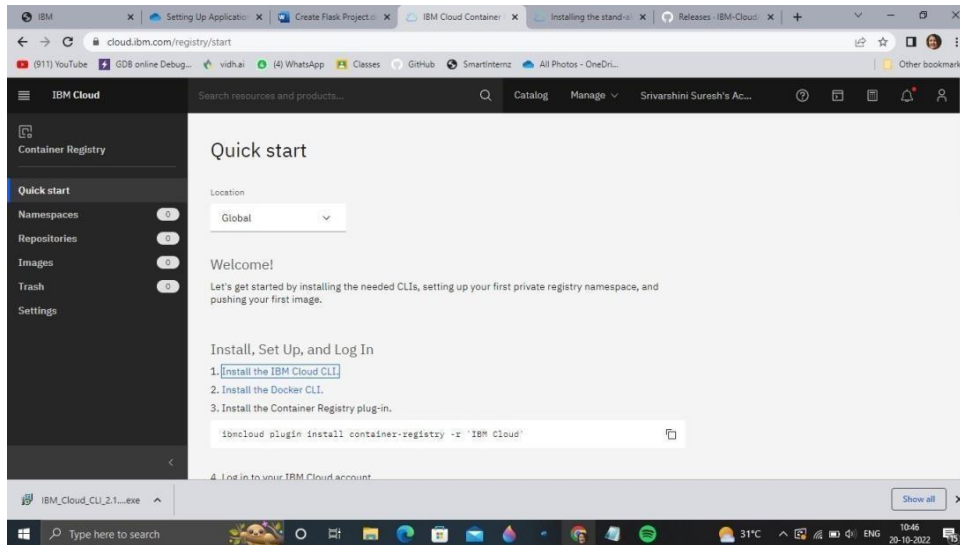 IBM
Setting Up Applicatio
Create Flask Project.d
IBM Cloud Container
Installing the stand-al
Releases · IBM-Cloud/
cloud.ibm.com/registry/start
(911) YouTube GDB online Debug... vidh.ai (4) WhatsApp Classes GitHub Smartinternz All Photos - OneDri... Other bookmark
IBM Cloud Search resources and products... Catalog Manage Srivarshini Suresh's Ac...
Container Registry
Quick start
Namespaces 0
Repositories 0
Images 0
Trash 0
Settings
Quick start
Location
Global
Welcome!
Let's get started by installing the needed CLIs, setting up your first private registry namespace, and
pushing your first image.
Install, Set Up, and Log In
1. Install the IBM Cloud CLI.
2. Install the Docker CLI.
3. Install the Container Registry plug-in.
ibmcloud plugin install container-registry -r 'IBM Cloud'
4. Log in to your IBM Cloud account
IBM_Cloud_CLI_2.1....exe Show all
Type here to search 31°C ENG 10:46
20-10-2022 15